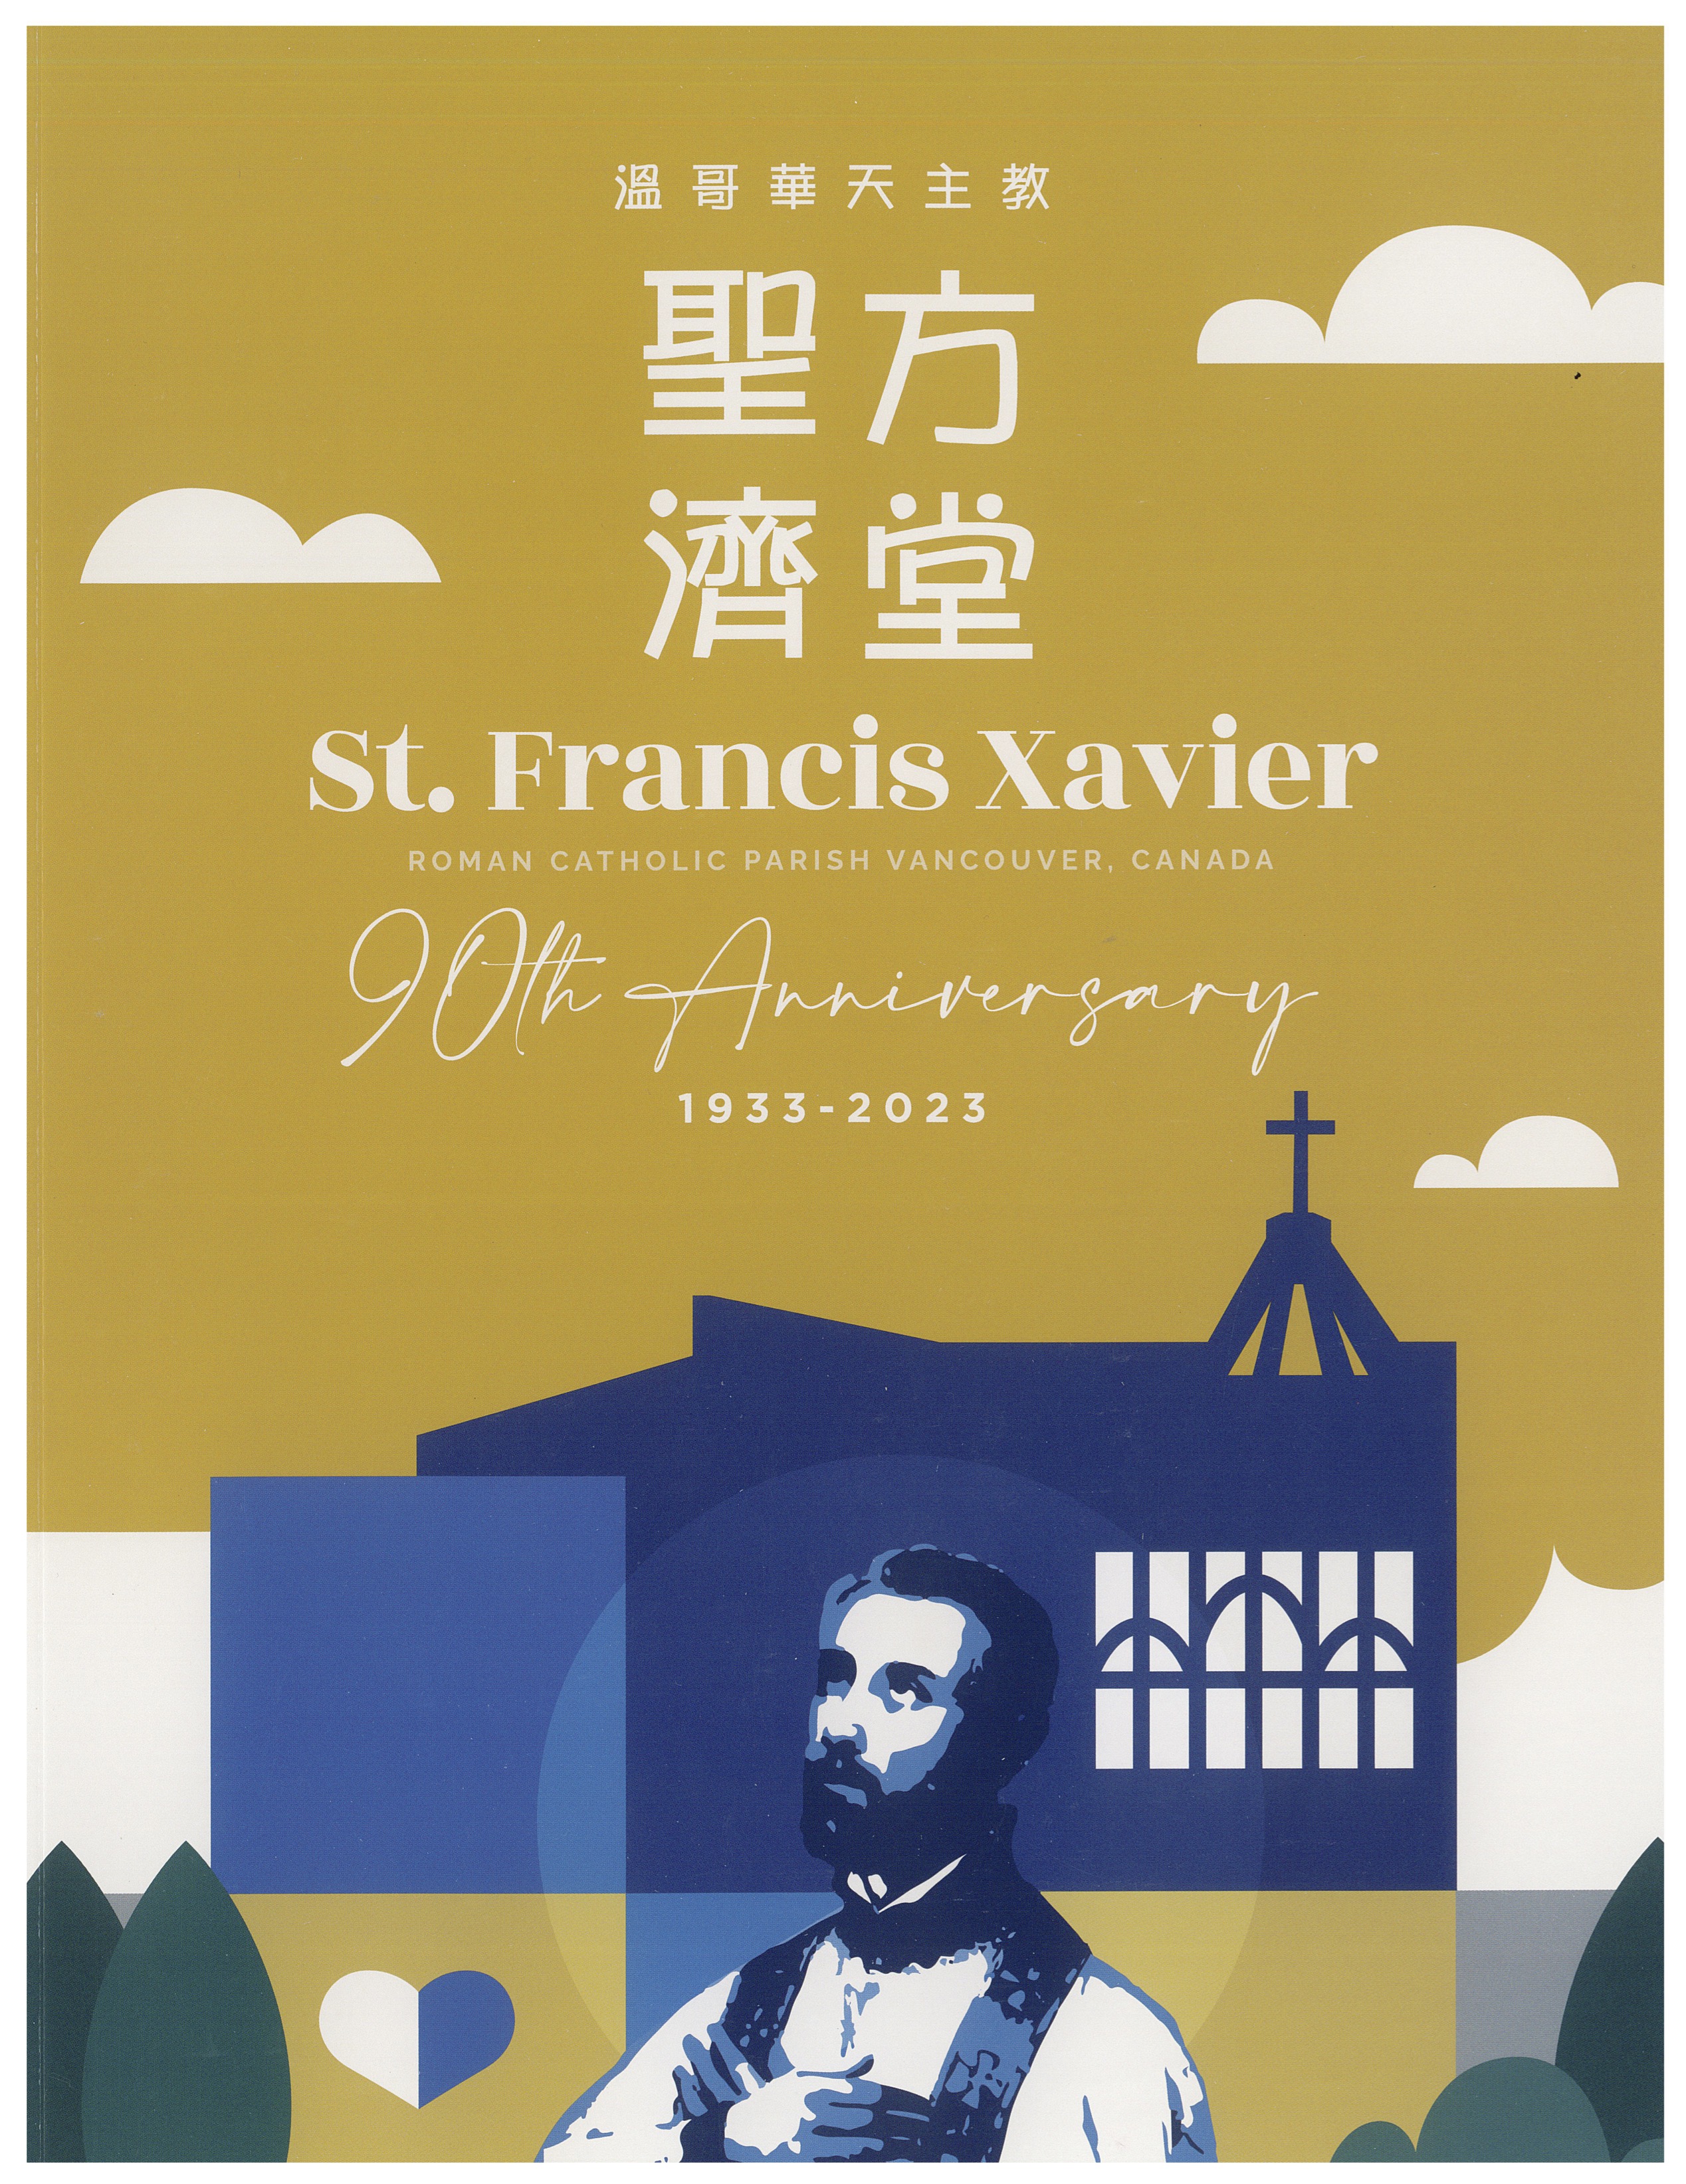 溫哥華天主教
聖方
濟堂
St. Francis Xavier
ROMAN CATHOLIC PARISH VANCOUVER, CANADA
90th Anniversary
1933-2023